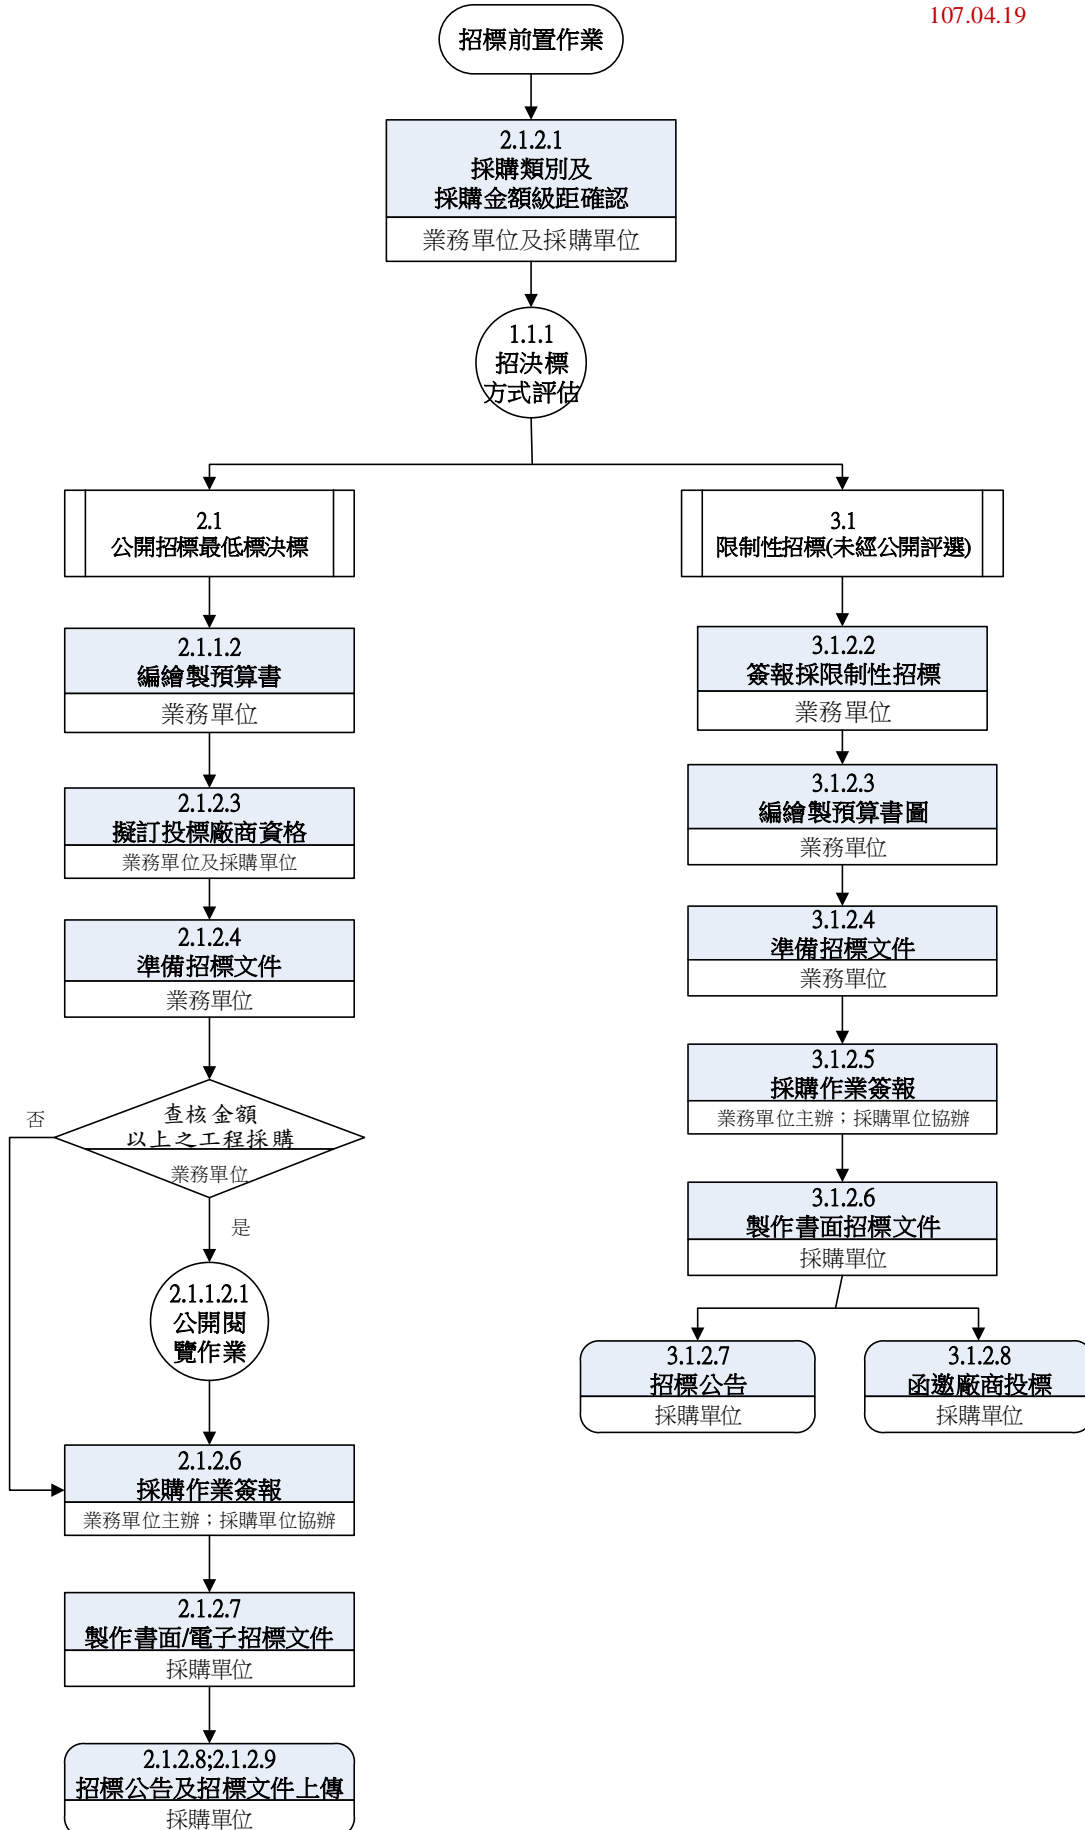 107.04.19
招標前置作業
2.1.2.1
採購類別及
採購金額級距確認
業務單位及採購單位
1.1.1
招決標
方式評估
2.1
公開招標最低標決標
2.1.1.2
編繪製預算書
業務單位
2.1.2.3
擬訂投標廠商資格
業務單位及採購單位
2.1.2.4
準備招標文件
業務單位
查核金額
以上之工程採購
業務單位
否
是
2.1.1.2.1
公開閱
覽作業
2.1.2.6
採購作業簽報
業務單位主辦；採購單位協辦
2.1.2.7
製作書面/電子招標文件
採購單位
2.1.2.8;2.1.2.9
招標公告及招標文件上傳
採購單位
3.1
限制性招標(未經公開評選)
3.1.2.2
簽報採限制性招標
業務單位
3.1.2.3
編繪製預算書圖
業務單位
3.1.2.4
準備招標文件
業務單位
3.1.2.5
採購作業簽報
業務單位主辦；採購單位協辦
3.1.2.6
製作書面招標文件
採購單位
3.1.2.7
招標公告
採購單位
3.1.2.8
函邀廠商投標
採購單位